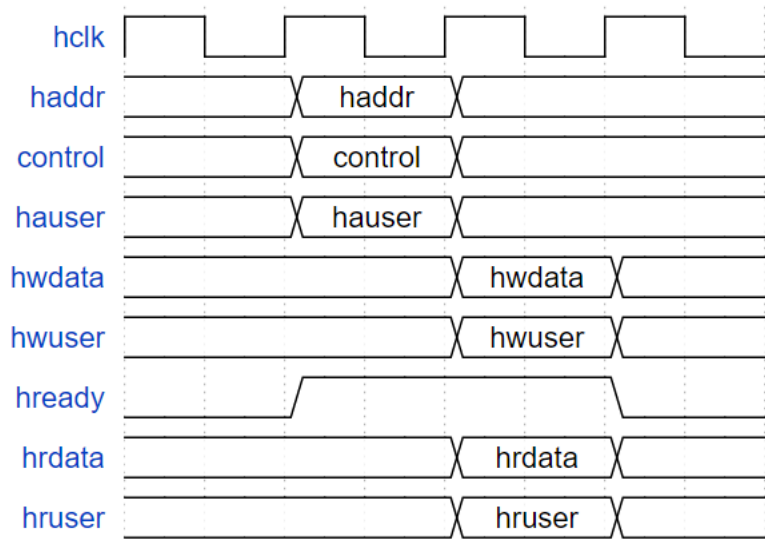 hclk
haddr haddr
control control
hauser hauser
hwdata hwdata
hwuser hwuser
hready
hrdata hrdata
hruser hruser